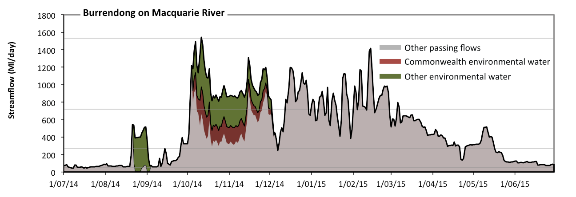 Burrendong on Macquarie River
1800
1600
1400
1200
1000
800
600
400
200
0
Streamflow (Ml/day)
Other passing flows
Commonwealth environmental water
Other environmental water
1/07/14 1/08/14 1/09/14 1/10/14 1/11/14 1/12/14 1/01/15 1/02/15 1/03/15 1/04/15 1/05/15 1/06/15